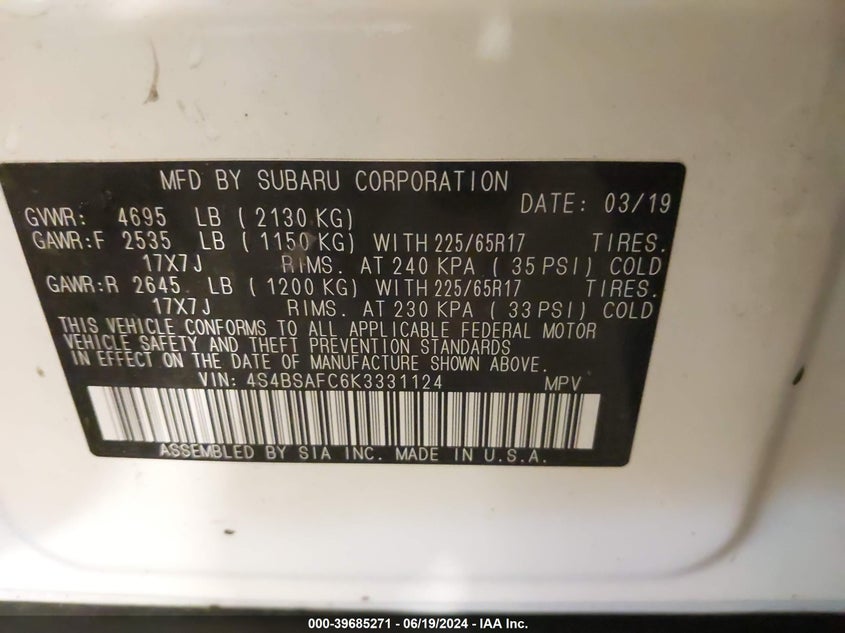 MFD BY SUBARU CORPORATION DATE: 03/19
GVWR: 4695 LB ( 2130 KG)
GAWR:F 2535 LB ( 1150 KG) WITH 225/65R17 TIRES.
17X7J RIMS. AT 240 KPA ( 35 PSI) COLD
GAWR:R 2645 LB ( 1200 KG) WITH 225/65R17 TIRES.
17X7J RIMS. AT 230 KPA ( 33 PSI) COLD
THIS VEHICLE CONFORMS TO ALL APPLICABLE FEDERAL MOTOR
VEHICLE SAFETY AND THEFT PREVENTION STANDARDS
IN EFFECT ON THE DATE OF MANUFACTURE SHOWN ABOVE.
VIN: 4S4BSAFC6K3331124 MPV
ASSEMBLED BY SIA INC. MADE IN U.S.A.
000-39685271 - 06/19/2024 - IAA Inc.